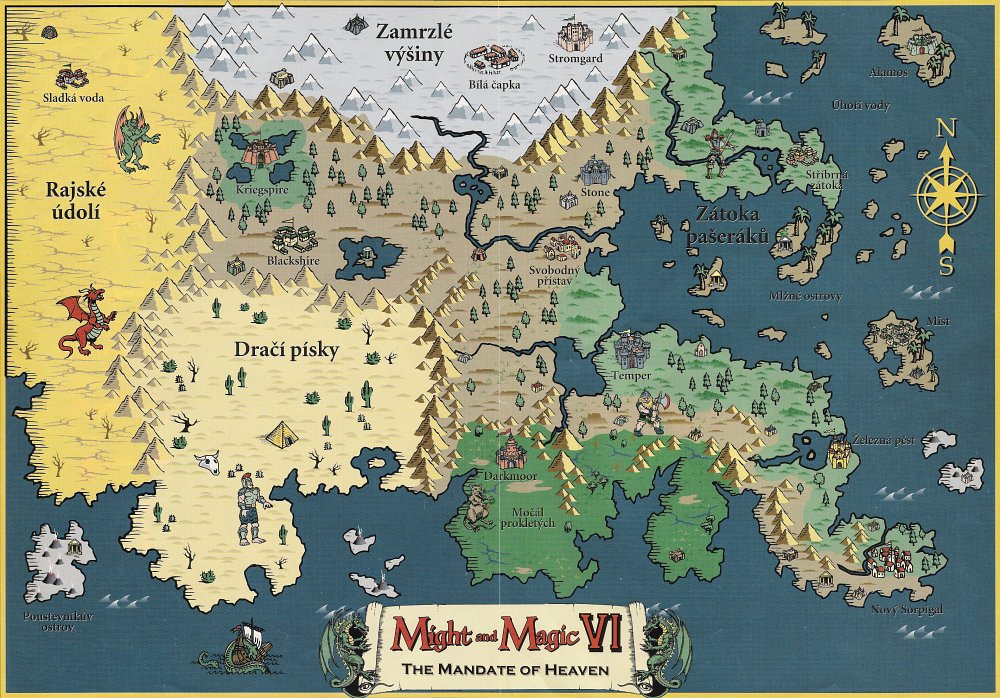 Zamrzlé
výšiny
Stromgard
Bílá čapka
Alamos
Sladká voda
Úhoří vody
N
Rajské
údolí
Kriegspire
Stone
Stříbrná
zátoka
Zátoka
pašeráků
S
Blackshire
Svobodný
přístav
Mlžné ostrovy
Mist
Dračí písky
Temper
Železná pěst
Darkmoor
Močál
prokletých
Poustevníkův
ostrov
Nový Sorpigal
Might and Magic VI
THE MANDATE OF HEAVEN